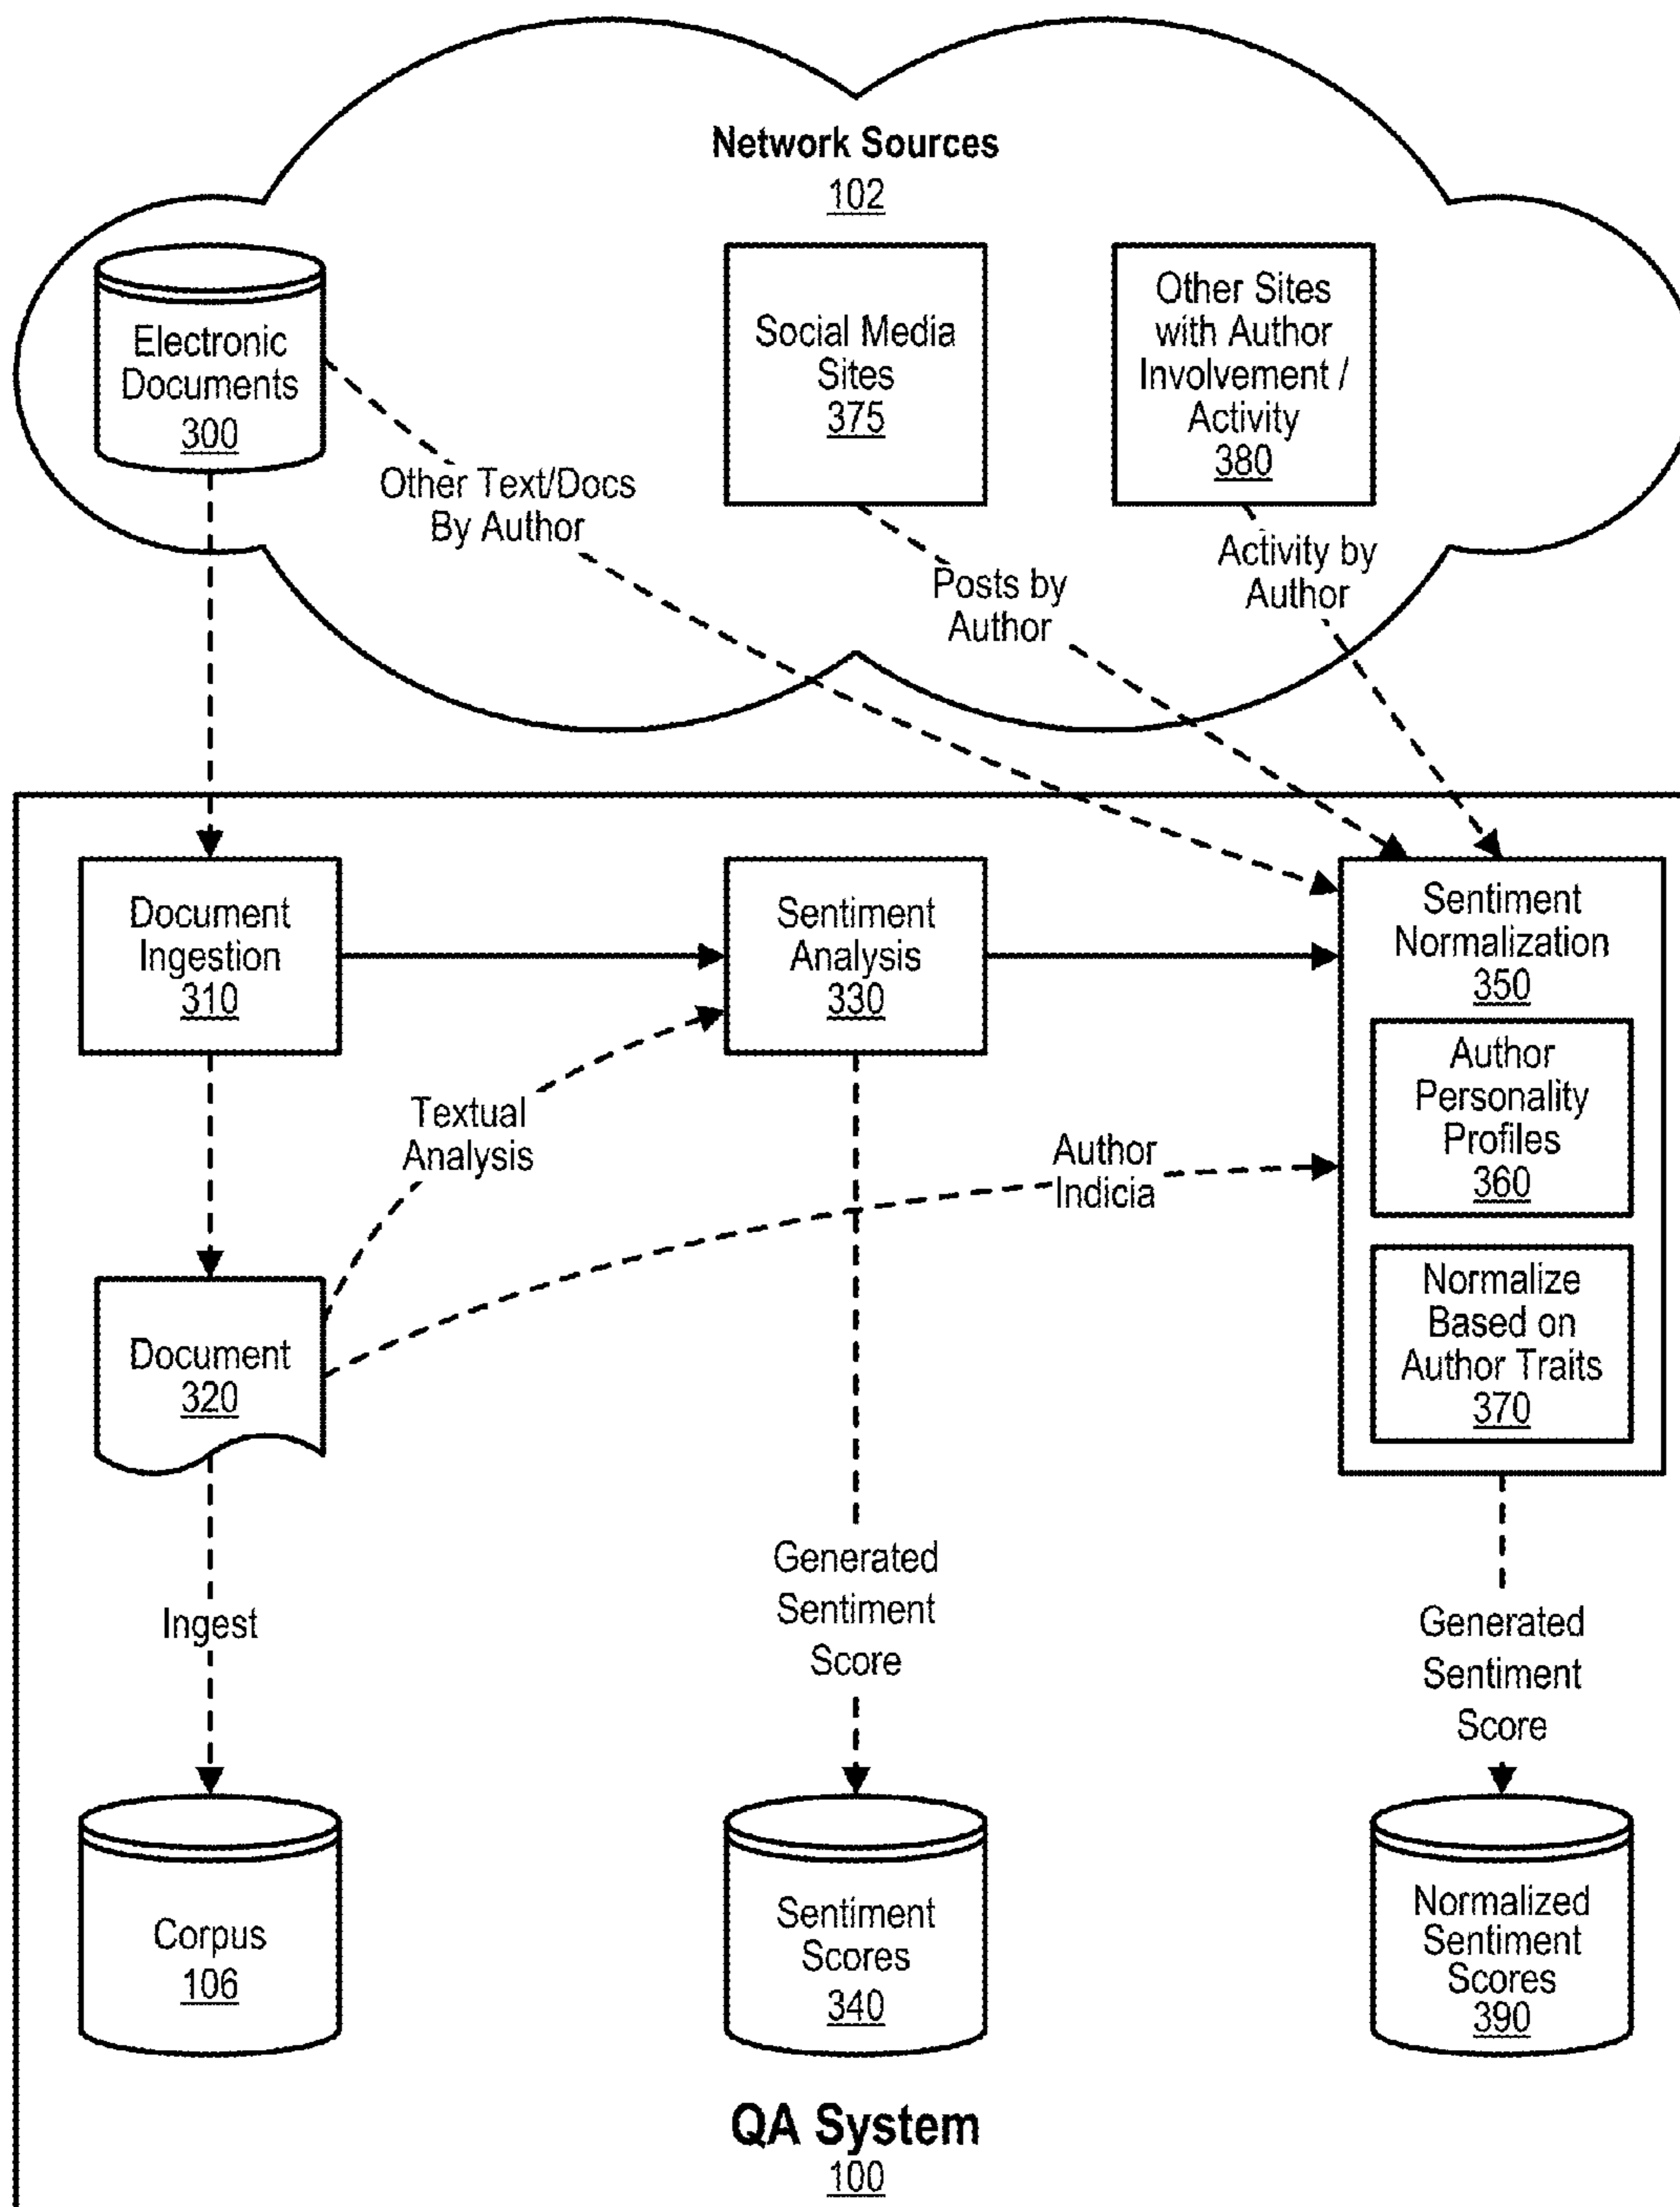 Network Sources
102
Electronic
Documents
300
Social Media
Sites
375
Other Sites
with Author
Involvement /
Activity
380
Other Text/Docs
By Author
Posts by
Author
Activity by
Author
Document
Ingestion
310
Sentiment
Analysis
330
Sentiment
Normalization
350
Author
Personality
Profiles
360
Normalize
Based on
Author Traits
370
Textual
Analysis
Author
Indicia
Document
320
Ingest
Generated
Sentiment
Score
Generated
Sentiment
Score
Corpus
106
Sentiment
Scores
340
Normalized
Sentiment
Scores
390
QA System
100